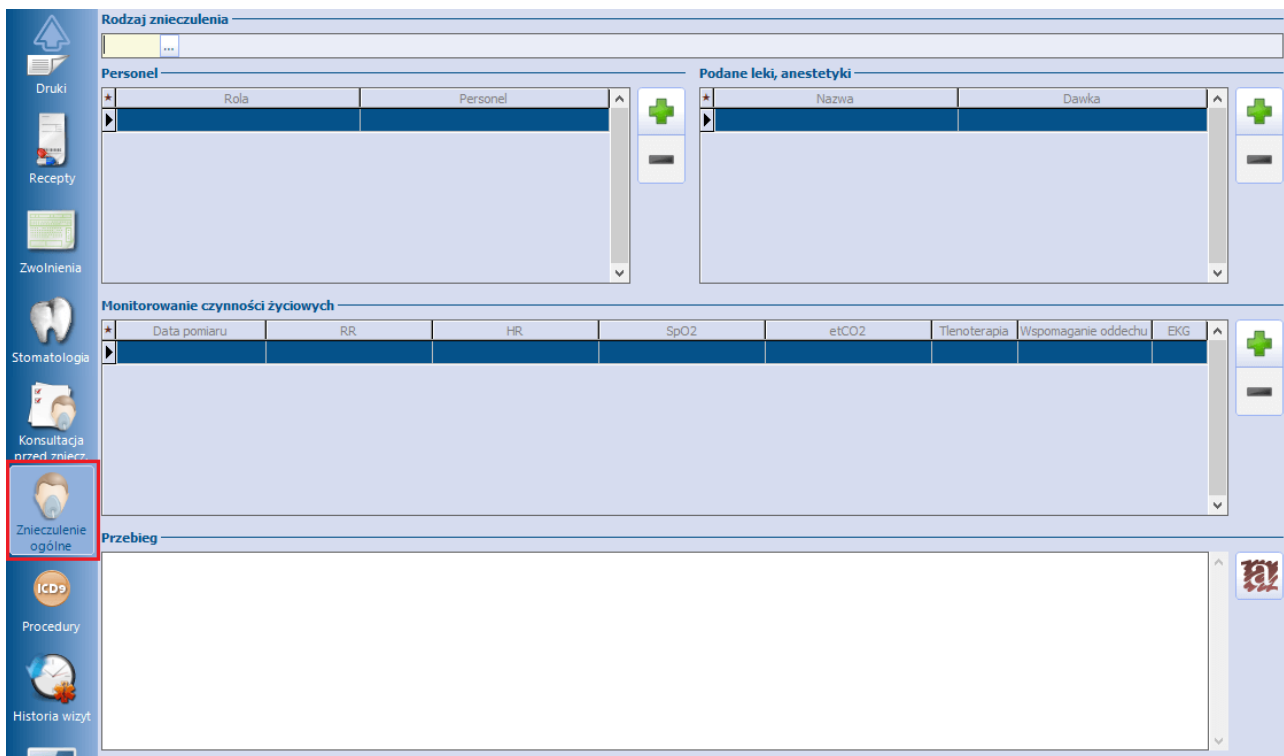 Druki
Recepty
Zwolnienia
Stomatologia
Konsultacja
przed zniecz.
Znieczulenie
ogólne
ICD9
Procedury
Historia wizyt
Rodzaj znieczulenia
...
Personel
Rola Personel
Podane leki, anestetyki
Nazwa Dawka
Monitorowanie czynności życiowych
Data pomiaru RR HR SpO2 etCO2 Tlenoterapia Wspomaganie oddechu EKG
Przebieg
a